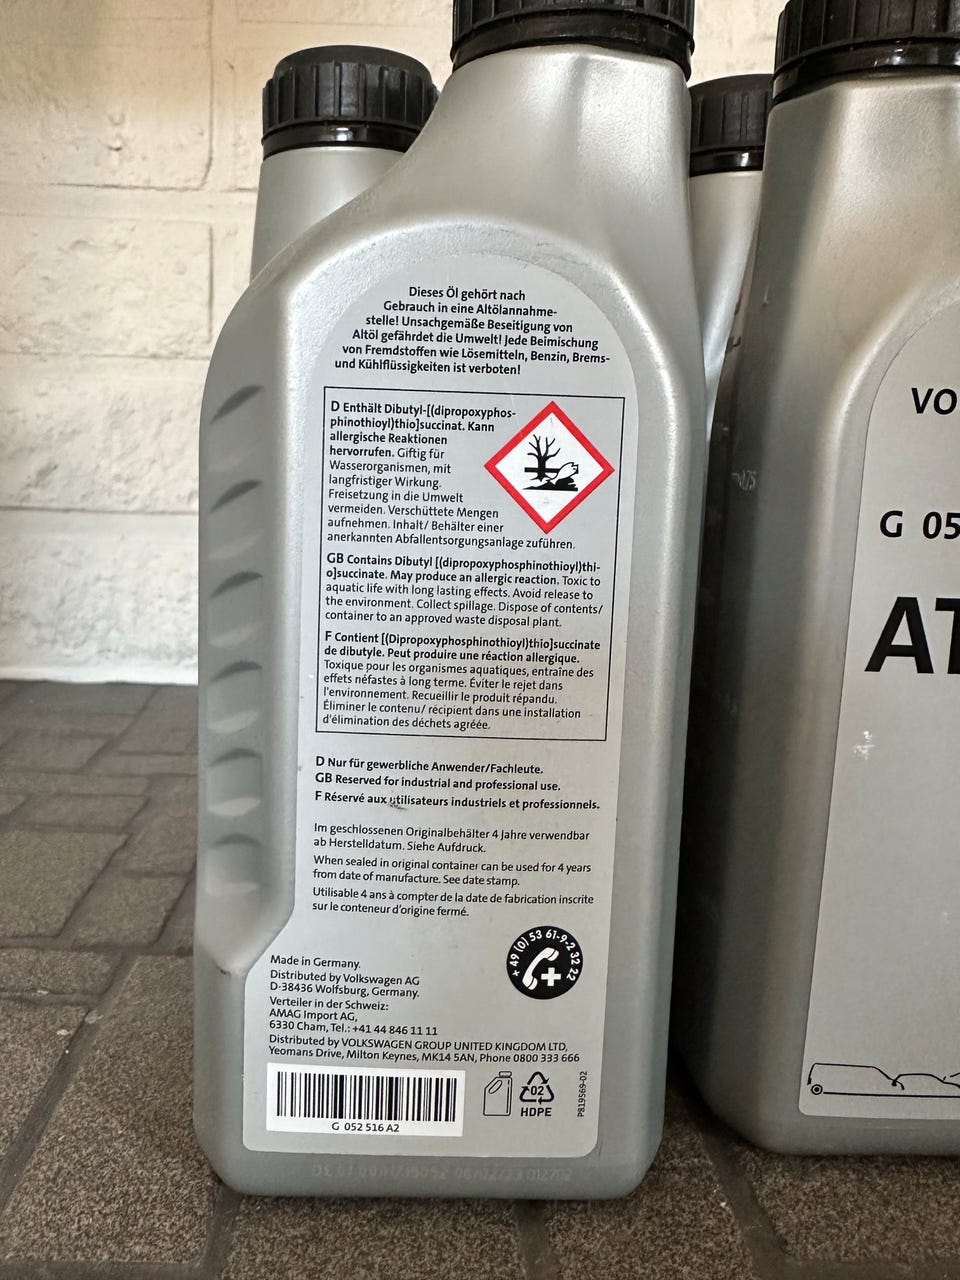 Dieses Öl gehört nach
Gebrauch in eine Altölannahme-
stelle! Unsachgemäße Beseitigung von
Altöl gefährdet die Umwelt! Jede Beimischung
von Fremdstoffen wie Lösemitteln, Benzin, Brems-
und Kühlflüssigkeiten ist verboten!
D Enthält Dibutyl-[(dipropoxyphos-
phinothioyl)thio]succinat. Kann
allergische Reaktionen
hervorrufen. Giftig für
Wasserorganismen, mit
langfristiger Wirkung.
Freisetzung in die Umwelt
vermeiden. Verschüttete Mengen
aufnehmen. Inhalt/ Behälter einer
anerkannten Abfallentsorgungsanlage zuführen.
GB Contains Dibutyl [(dipropoxyphosphinothioyl)thi-
o]succinate. May produce an allergic reaction. Toxic to
aquatic life with long lasting effects. Avoid release to
the environment. Collect spillage. Dispose of contents/
container to an approved waste disposal plant.
F Contient [(Dipropoxyphosphinothioyl)thio]succinate
de dibutyle. Peut produire une réaction allergique.
Toxique pour les organismes aquatiques, entraîne des
effets néfastes à long terme. Éviter le rejet dans
l'environnement. Recueillir le produit répandu.
Éliminer le contenu/ récipient dans une installation
d'élimination des déchets agréée.
D Nur für gewerbliche Anwender/Fachleute.
GB Reserved for industrial and professional use.
F Réservé aux utilisateurs industriels et professionnels.
Im geschlossenen Originalbehälter 4 Jahre verwendbar
ab Herstelldatum. Siehe Aufdruck.
When sealed in original container can be used for 4 years
from date of manufacture. See date stamp.
Utilisable 4 ans à compter de la date de fabrication inscrite
sur le conteneur d'origine fermé.
+49 (0) 53 61-9-2 32 22
Made in Germany.
Distributed by Volkswagen AG
D-38436 Wolfsburg, Germany.
Verteiler in der Schweiz:
AMAG Import AG,
6330 Cham, Tel.: +41 44 846 11 11
Distributed by VOLKSWAGEN GROUP UNITED KINGDOM LTD,
Yeomans Drive, Milton Keynes, MK14 5AN, Phone 0800 333 666
G 052 516 A2
02
HDPE
P819569-02
VO
G 05
AT